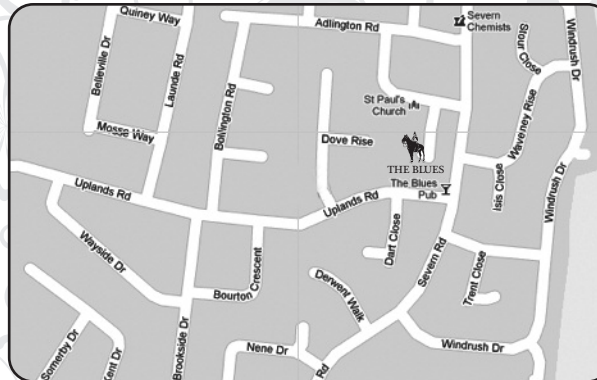 Quiney Way
Adlington Rd
Severn
Chemists
Stour Close
Windrush Dr
Belleville Dr
Launde Rd
Bollington Rd
St Paul's
Church
Waveney Rise
Mosse Way
Dove Rise
THE BLUES
The Blues
Pub
Isis Close
Windrush Dr
Uplands Rd
Uplands Rd
Dart Close
Wayside Dr
Severn Rd
Trent Close
Bourton Crescent
Derwent Walk
Somerby Dr
Kent Dr
Brookside Dr
Nene Dr
Rd
Windrush Dr